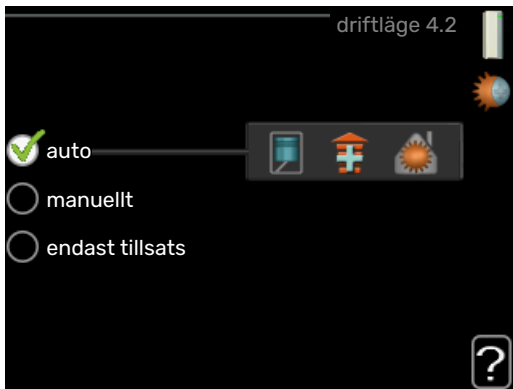 driftläge 4.2
auto
manuellt
endast tillsats
?